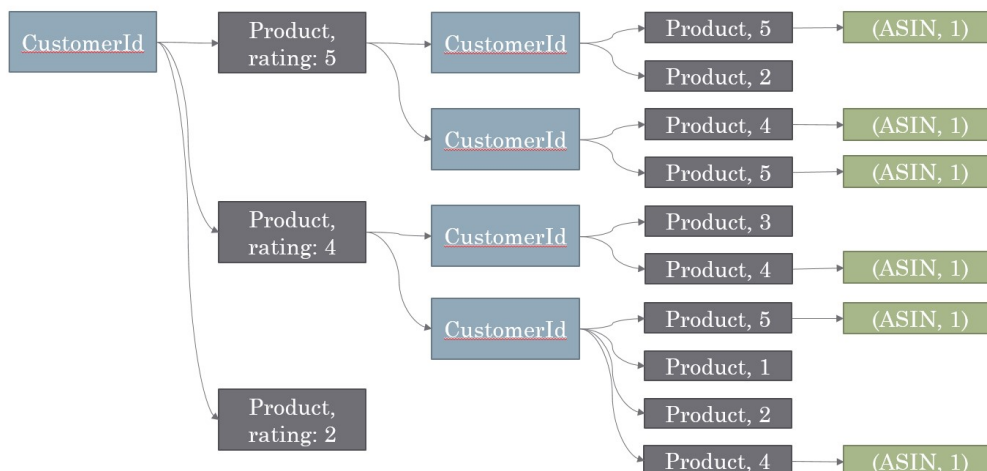 CustomerId
Product,
rating: 5
CustomerId
Product, 5
(ASIN, 1)
Product, 2
CustomerId
Product, 4
(ASIN, 1)
Product, 5
(ASIN, 1)
Product,
rating: 4
CustomerId
Product, 3
Product, 4
(ASIN, 1)
CustomerId
Product, 5
(ASIN, 1)
Product, 1
Product, 2
Product, 4
(ASIN, 1)
Product,
rating: 2